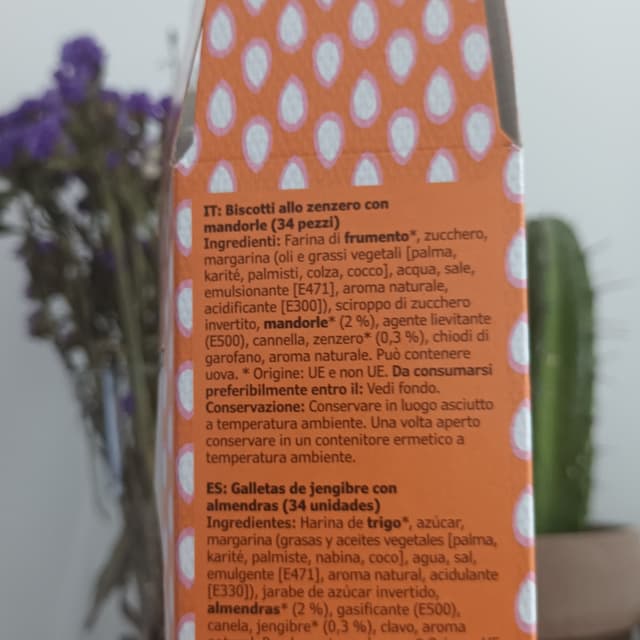 IT: Biscotti allo zenzero con
mandorle (34 pezzi)
Ingredienti: Farina di frumento*, zucchero,
margarina (oli e grassi vegetali [palma,
karité, palmisti, colza, cocco], acqua, sale,
emulsionante [E471], aroma naturale,
acidificante [E300]), sciroppo di zucchero
invertito, mandorle* (2 %), agente lievitante
(E500), cannella, zenzero* (0,3 %), chiodi di
garofano, aroma naturale. Può contenere
uova. * Origine: UE e non UE. Da consumarsi
preferibilmente entro il: Vedi fondo.
Conservazione: Conservare in luogo asciutto
a temperatura ambiente. Una volta aperto
conservare in un contenitore ermetico a
temperatura ambiente.
ES: Galletas de jengibre con
almendras (34 unidades)
Ingredientes: Harina de trigo*, azúcar,
margarina (grasas y aceites vegetales [palma,
karité, palmiste, nabina, coco], agua, sal,
emulgente [E471], aroma natural, acidulante
[E330]), jarabe de azúcar invertido,
almendras* (2 %), gasificante (E500),
canela, jengibre* (0,3 %), clavo, aroma